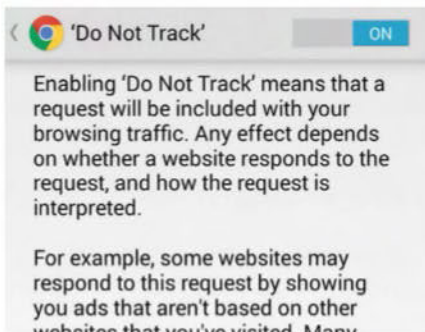 ‘Do Not Track’ ON
Enabling ‘Do Not Track’ means that a
request will be included with your
browsing traffic. Any effect depends
on whether a website responds to the
request, and how the request is
interpreted.
For example, some websites may
respond to this request by showing
you ads that aren't based on other
websites that you've visited. Many